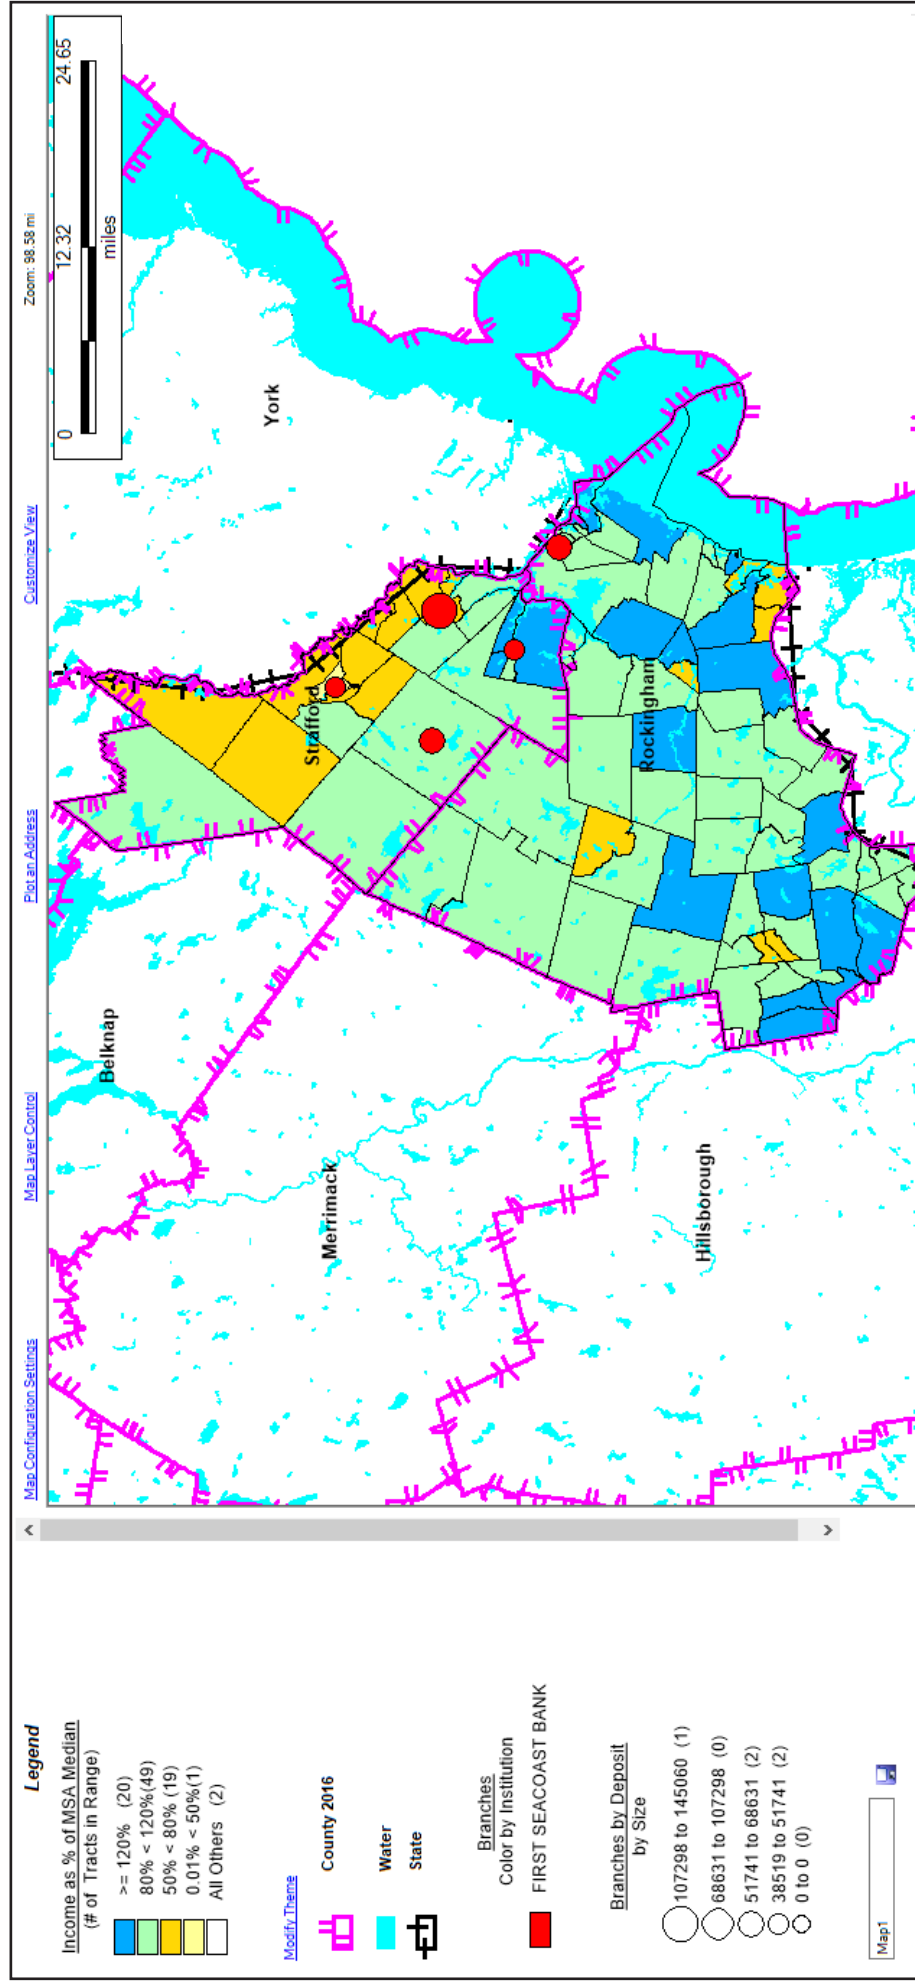 Legend
Income as % of MSA Median
(# of Tracts in Range)
>= 120% (20)
80% < 120%(49)
50% < 80% (19)
0.01% < 50%(1)
All Others (2)
Modify Theme
County 2016
Water
State
Branches
Color by Institution
FIRST SEACOAST BANK
Branches by Deposit
by Size
107298 to 145060 (1)
68631 to 107298 (0)
51741 to 68631 (2)
38519 to 51741 (2)
0 to 0 (0)
Map1
Map Configuration Settings
Map Layer Control
Plot an Address
Customize View
Zoom: 98.58 mi
0 12.32 24.65
miles
Belknap
York
Strafford
Merrimack
Rockingham
Hillsborough